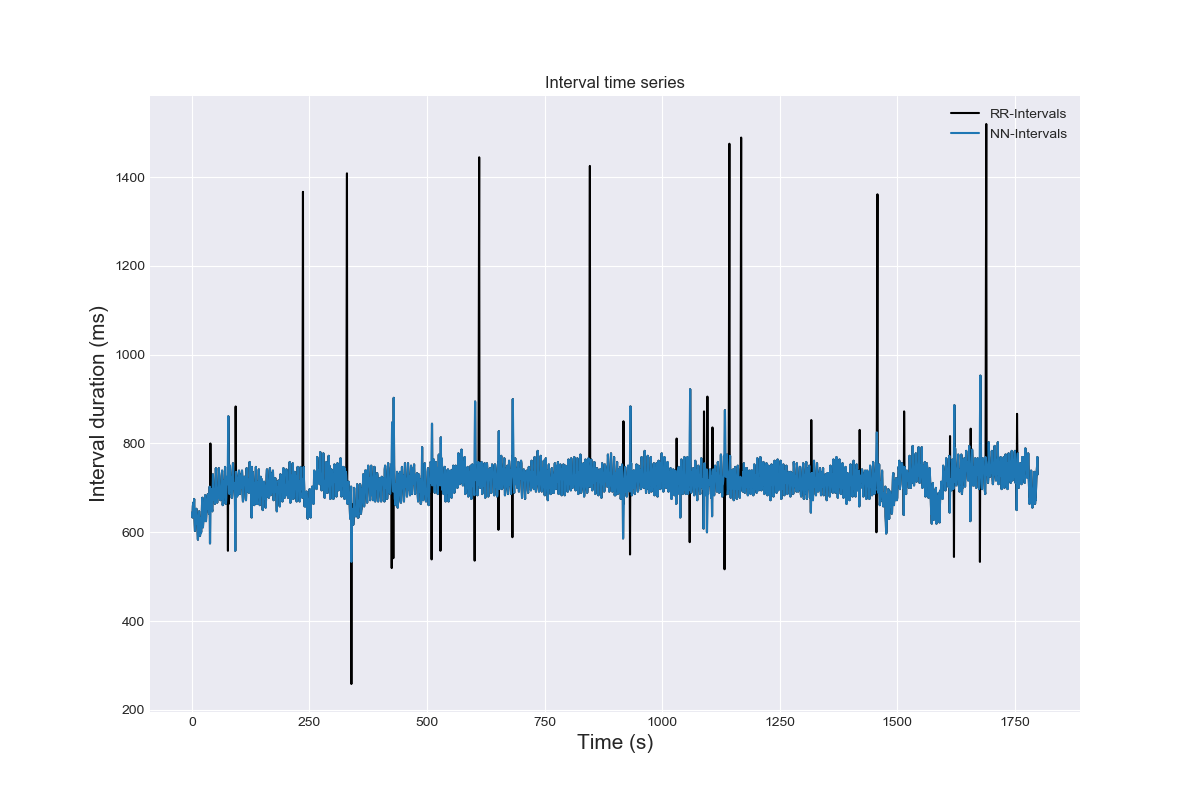 Interval time series
RR-Intervals
NN-Intervals
Interval duration (ms)
1400
1200
1000
800
600
400
200
0 250 500 750 1000 1250 1500 1750
Time (s)